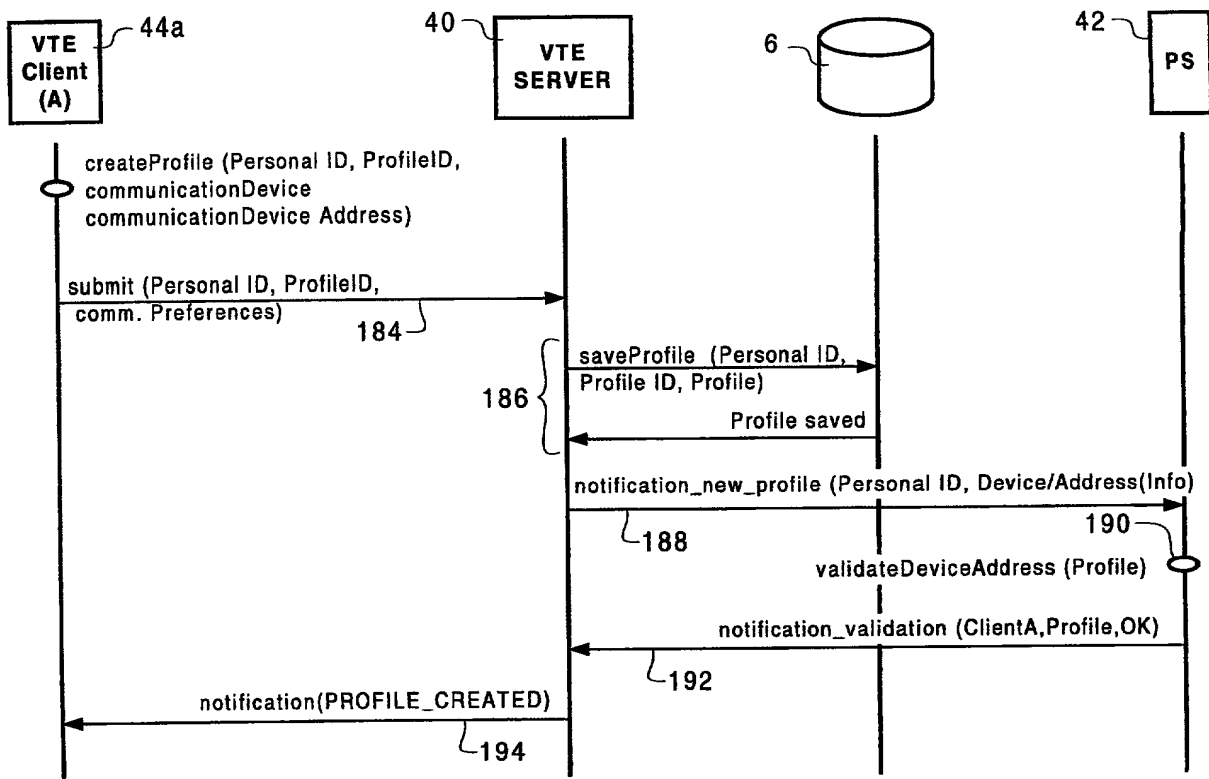 44a
40
6
42
VTE
Client
(A)
VTE
SERVER
PS
createProfile (Personal ID, ProfileID,
communicationDevice
communicationDevice Address)
submit (Personal ID, ProfileID,
comm. Preferences)
184
saveProfile (Personal ID,
Profile ID, Profile)
186
Profile saved
notification_new_profile (Personal ID, Device/Address(Info)
188
190
validateDeviceAddress (Profile)
notification_validation (ClientA,Profile,OK)
192
notification(PROFILE_CREATED)
194